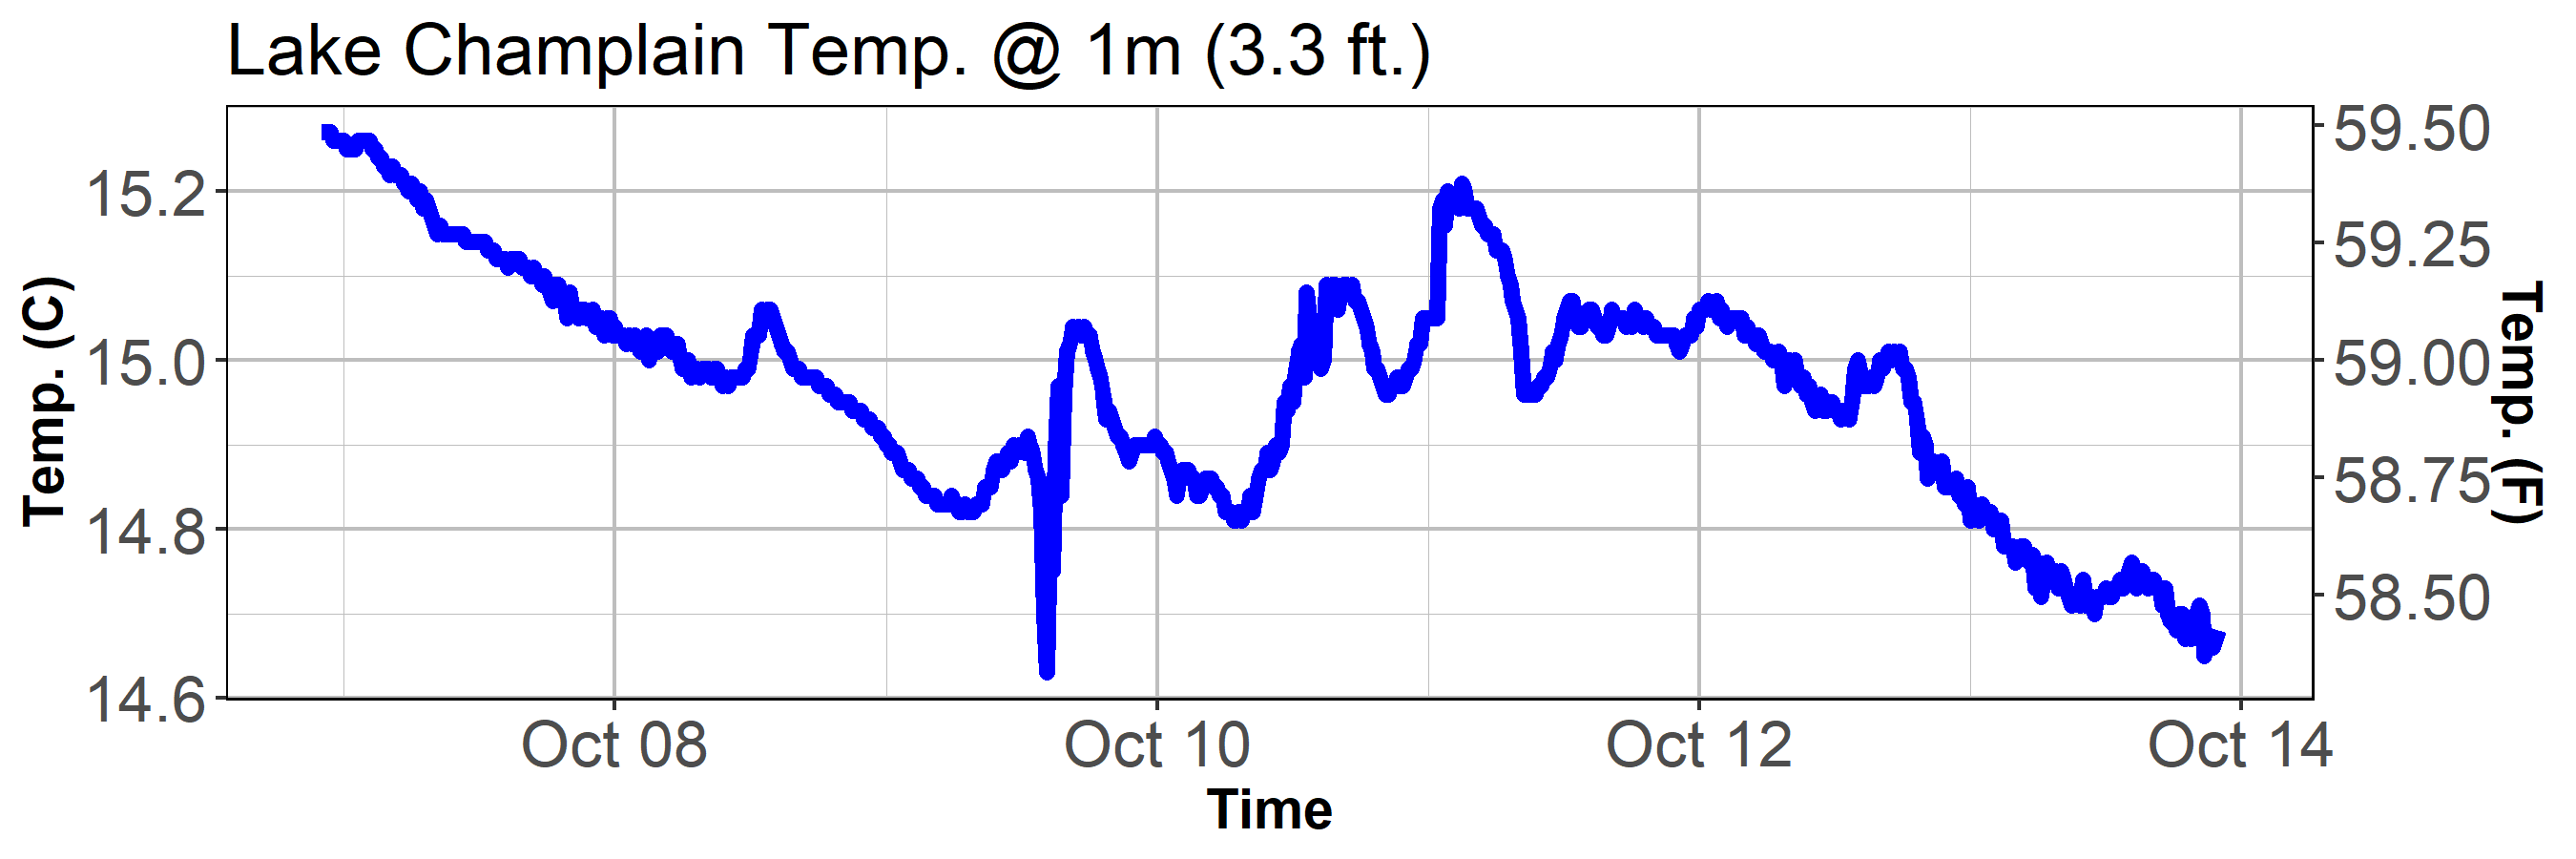 Lake Champlain Temp. @ 1m (3.3 ft.)
Temp. (C)
15.2
15.0
14.8
14.6
59.50
59.25
59.00
58.75
58.50
Temp. (F)
Oct 08
Oct 10
Oct 12
Oct 14
Time